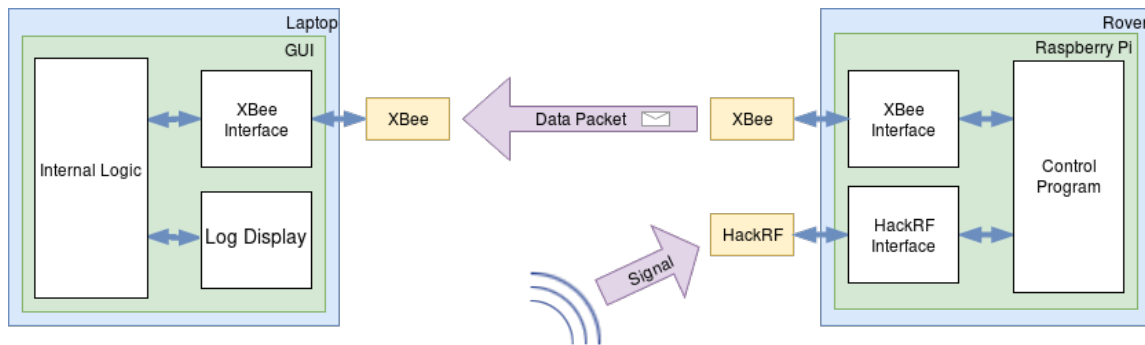 Laptop
GUI
Internal Logic
XBee
Interface
Log Display
XBee
Data Packet
Signal
XBee
HackRF
Rover
Raspberry Pi
XBee
Interface
HackRF
Interface
Control
Program